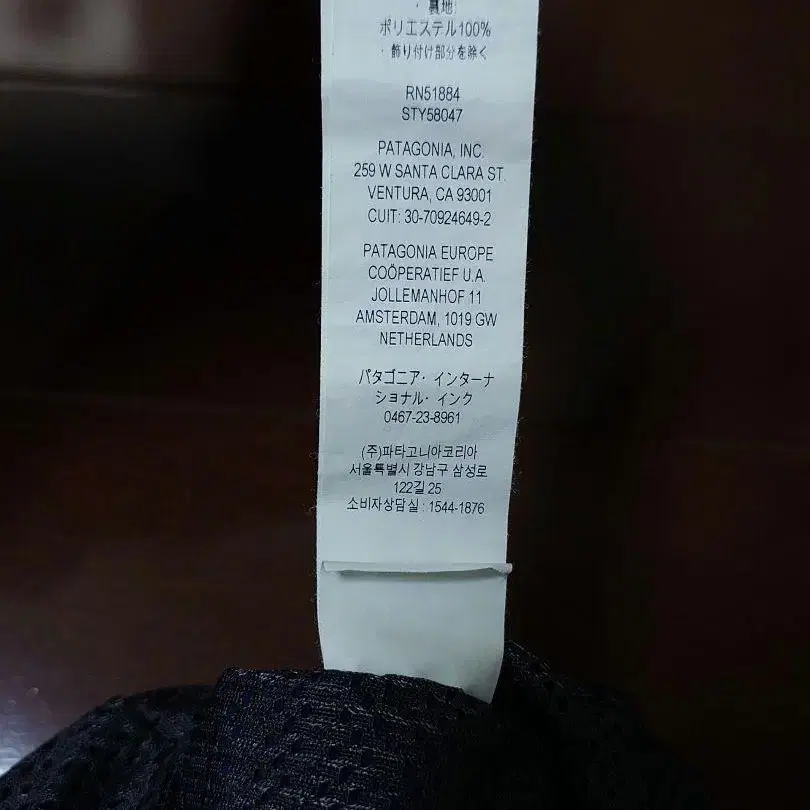 ・裏地:
ポリエステル100%
・飾り付け部分を除く
RN51884
STY58047
PATAGONIA, INC.
259 W SANTA CLARA ST.
VENTURA, CA 93001
CUIT: 30-70924649-2
PATAGONIA EUROPE
COÖPERATIEF U.A.
JOLLEMANHOF 11
AMSTERDAM, 1019 GW
NETHERLANDS
パタゴニア・インターナ
ショナル・インク
0467-23-8961
(주)파타고니아코리아
서울특별시 강남구 삼성로
122길 25
소비자상담실 : 1544-1876